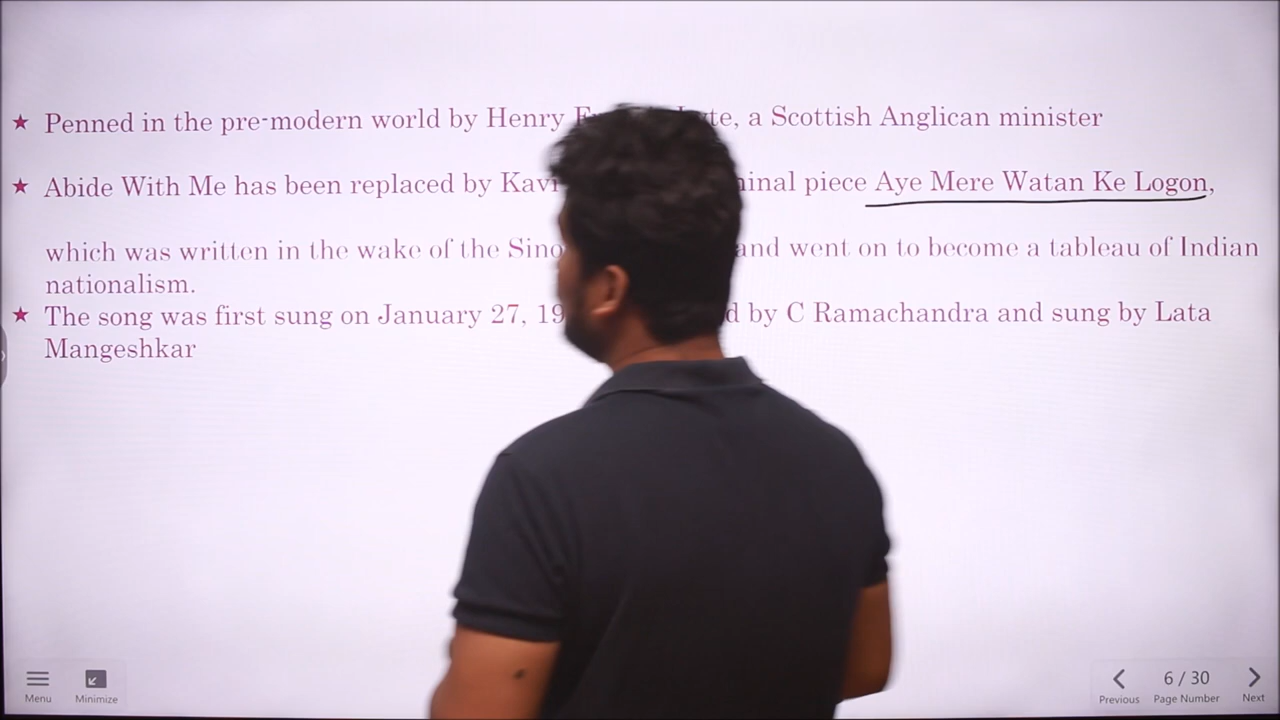 ★ Penned in the pre-modern world by Henry te, a Scottish Anglican minister
★ Abide With Me has been replaced by Kavi inal piece Aye Mere Watan Ke Logon,
which was written in the wake of the Sino and went on to become a tableau of Indian
nationalism.
★ The song was first sung on January 27, 19 d by C Ramachandra and sung by Lata
Mangeshkar
Menu
Minimize
Previous
6 / 30
Page Number
Next